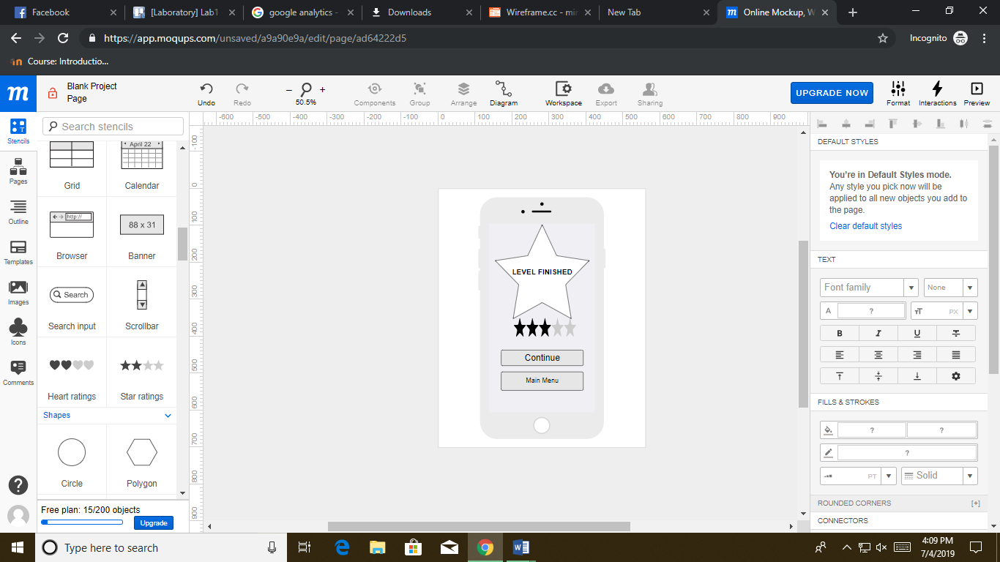 Facebook
[Laboratory] Lab1
google analytics -
Downloads
Wireframe.cc - mi
New Tab
Online Mockup, W
https://app.moqups.com/unsaved/a9a90e9a/edit/page/ad64222d5
Incognito
Course: Introductio...
m
Blank Project
Page
Undo
Redo
50.5%
Components
Group
Arrange
Diagram
Workspace
Export
Sharing
UPGRADE NOW
Format
Interactions
Preview
Stencils
Pages
Outline
Templates
Images
Icons
Comments
Search stencils
April 22
Grid
Calendar
http://
88 x 31
Browser
Banner
Search
Search input
Scrollbar
Heart ratings
Star ratings
Shapes
Circle
Polygon
Free plan: 15/200 objects
Upgrade
-600 -500 -400 -300 -200 -100 0 100 200 300 400 500 600 700 800 900
-100
0
100
200
300
400
500
600
700
800
900
LEVEL FINISHED
Continue
Main Menu
DEFAULT STYLES
You're in Default Styles mode.
Any style you pick now will be
applied to all new objects you add to
the page.
Clear default styles
TEXT
Font family
None
A ? TT PX
B I U T
FILLS & STROKES
? ?
?
PT
Solid
ROUNDED CORNERS [+]
CONNECTORS
Type here to search
4:09 PM
7/4/2019